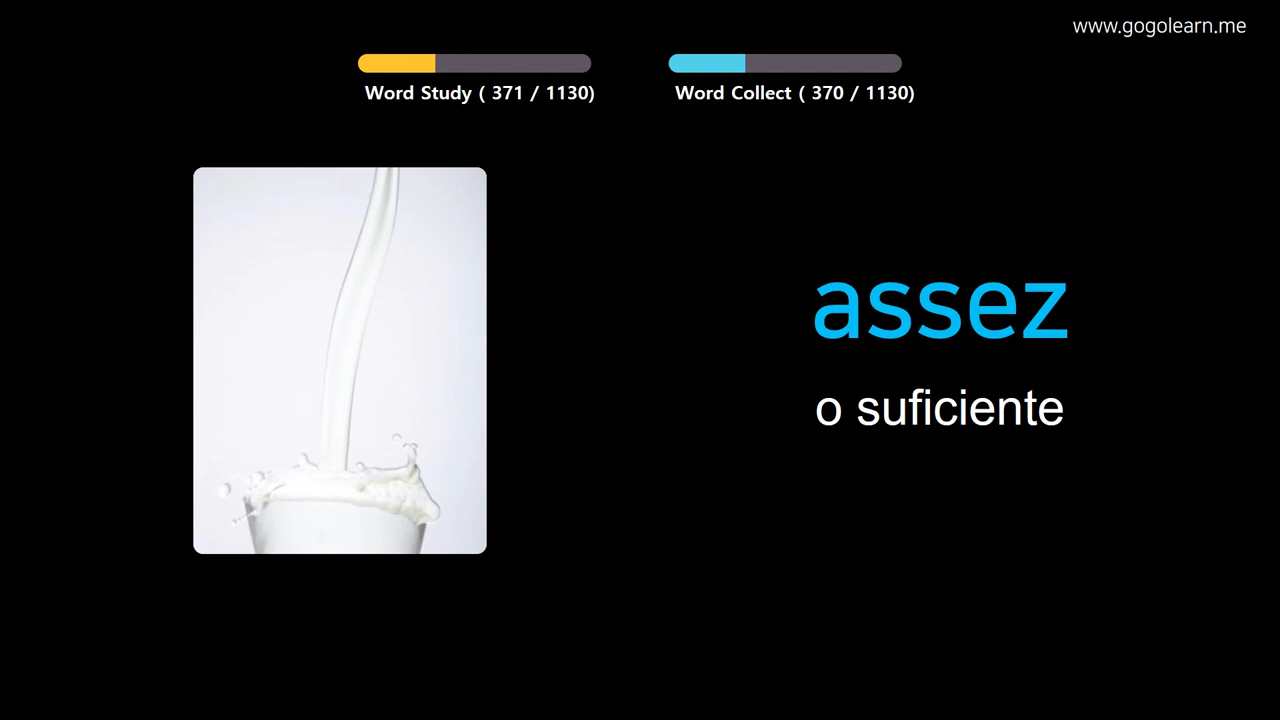 www.gogolearn.me
Word Study ( 371 / 1130)
Word Collect ( 370 / 1130)
assez
o suficiente